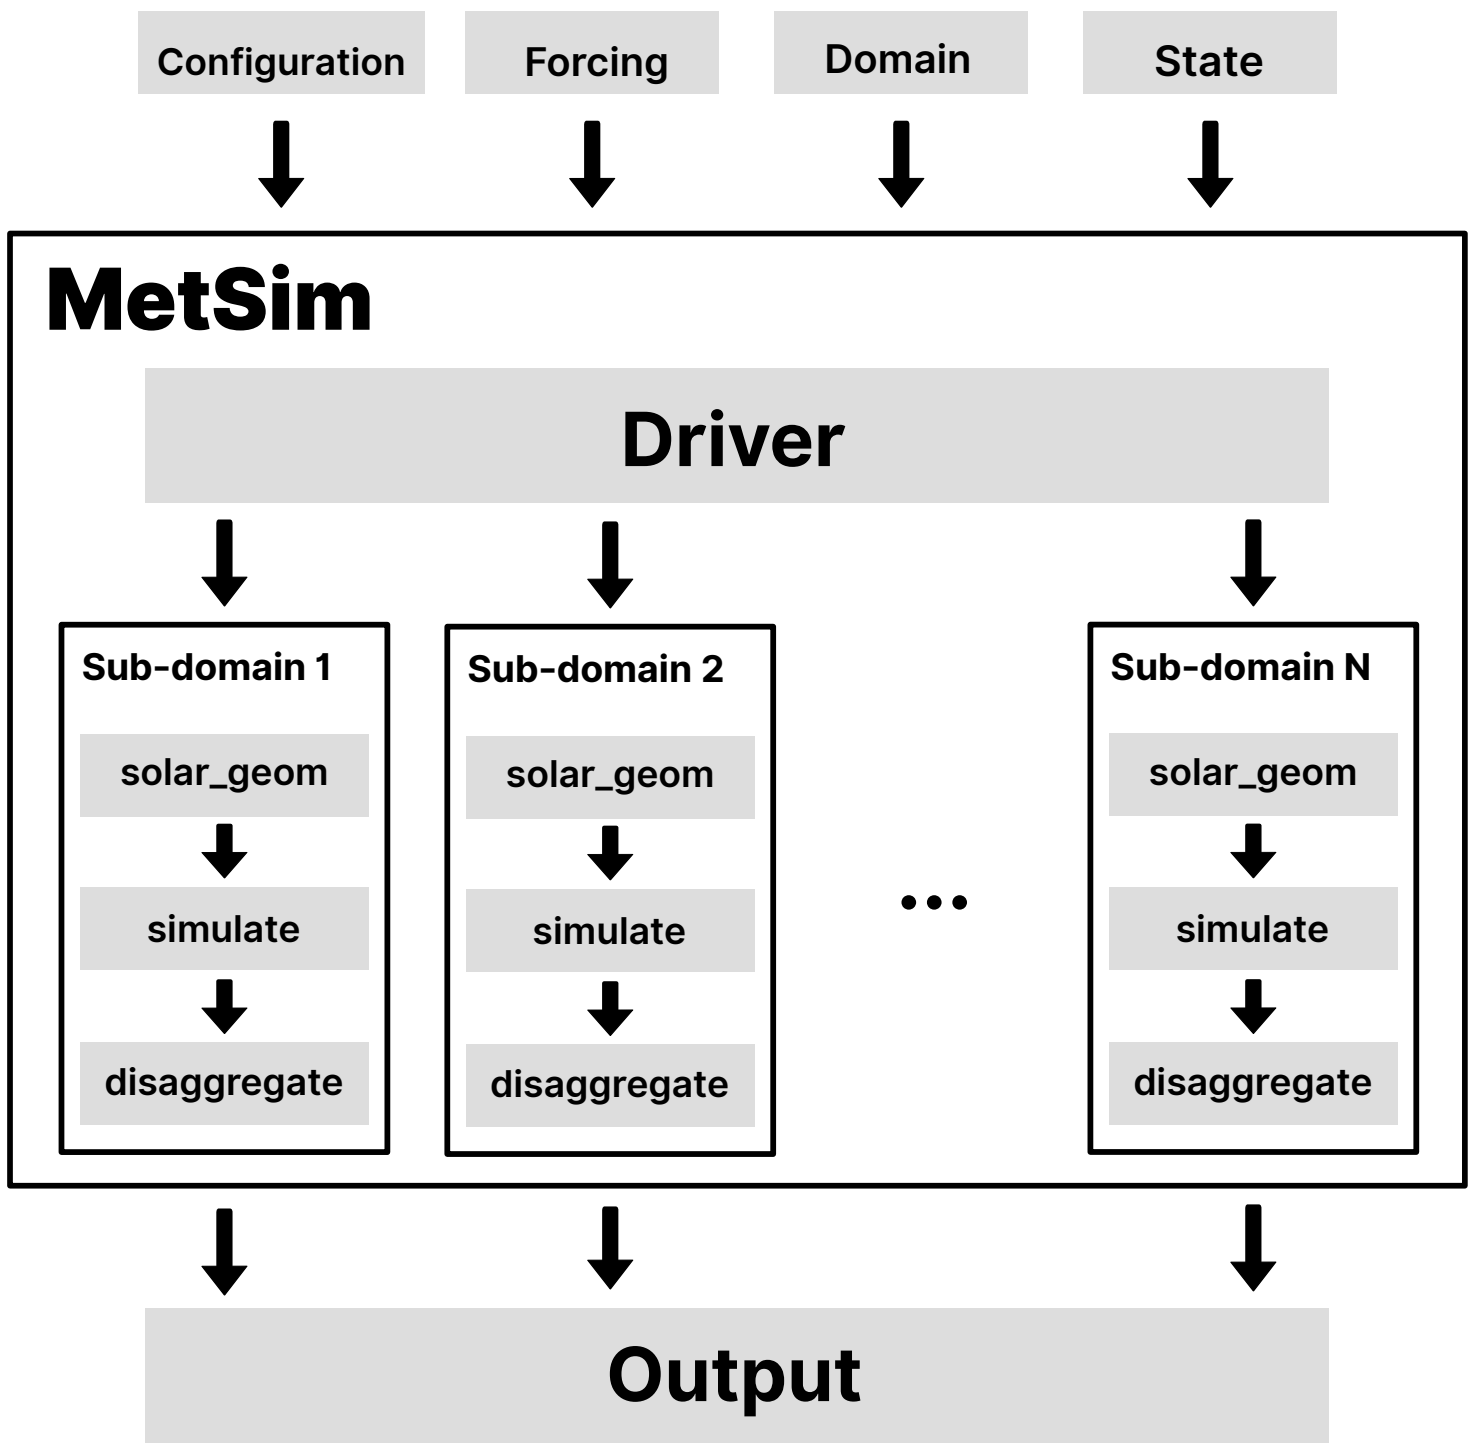 Configuration
Forcing
Domain
State
MetSim
Driver
Sub-domain 1
solar_geom
simulate
disaggregate
Sub-domain 2
solar_geom
simulate
disaggregate
...
Sub-domain N
solar_geom
simulate
disaggregate
Output